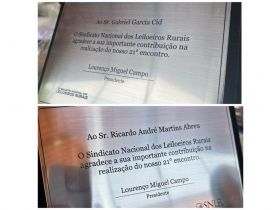 Ao Sr. Gabriel Garcia Cid
O Sindicato Nacional dos Leiloeiros Rurais
agradece a sua importante contribuição na
realização do nosso 21º encontro.
Lourenço Miguel Campo
Presidente
LEILOEIROS RURAIS
Ao Sr. Ricardo André Martins Abreu
O Sindicato Nacional dos Leiloeiros Rurais
agradece a sua importante contribuição na
realização do nosso 21º encontro.
Lourenço Miguel Campo
Presidente